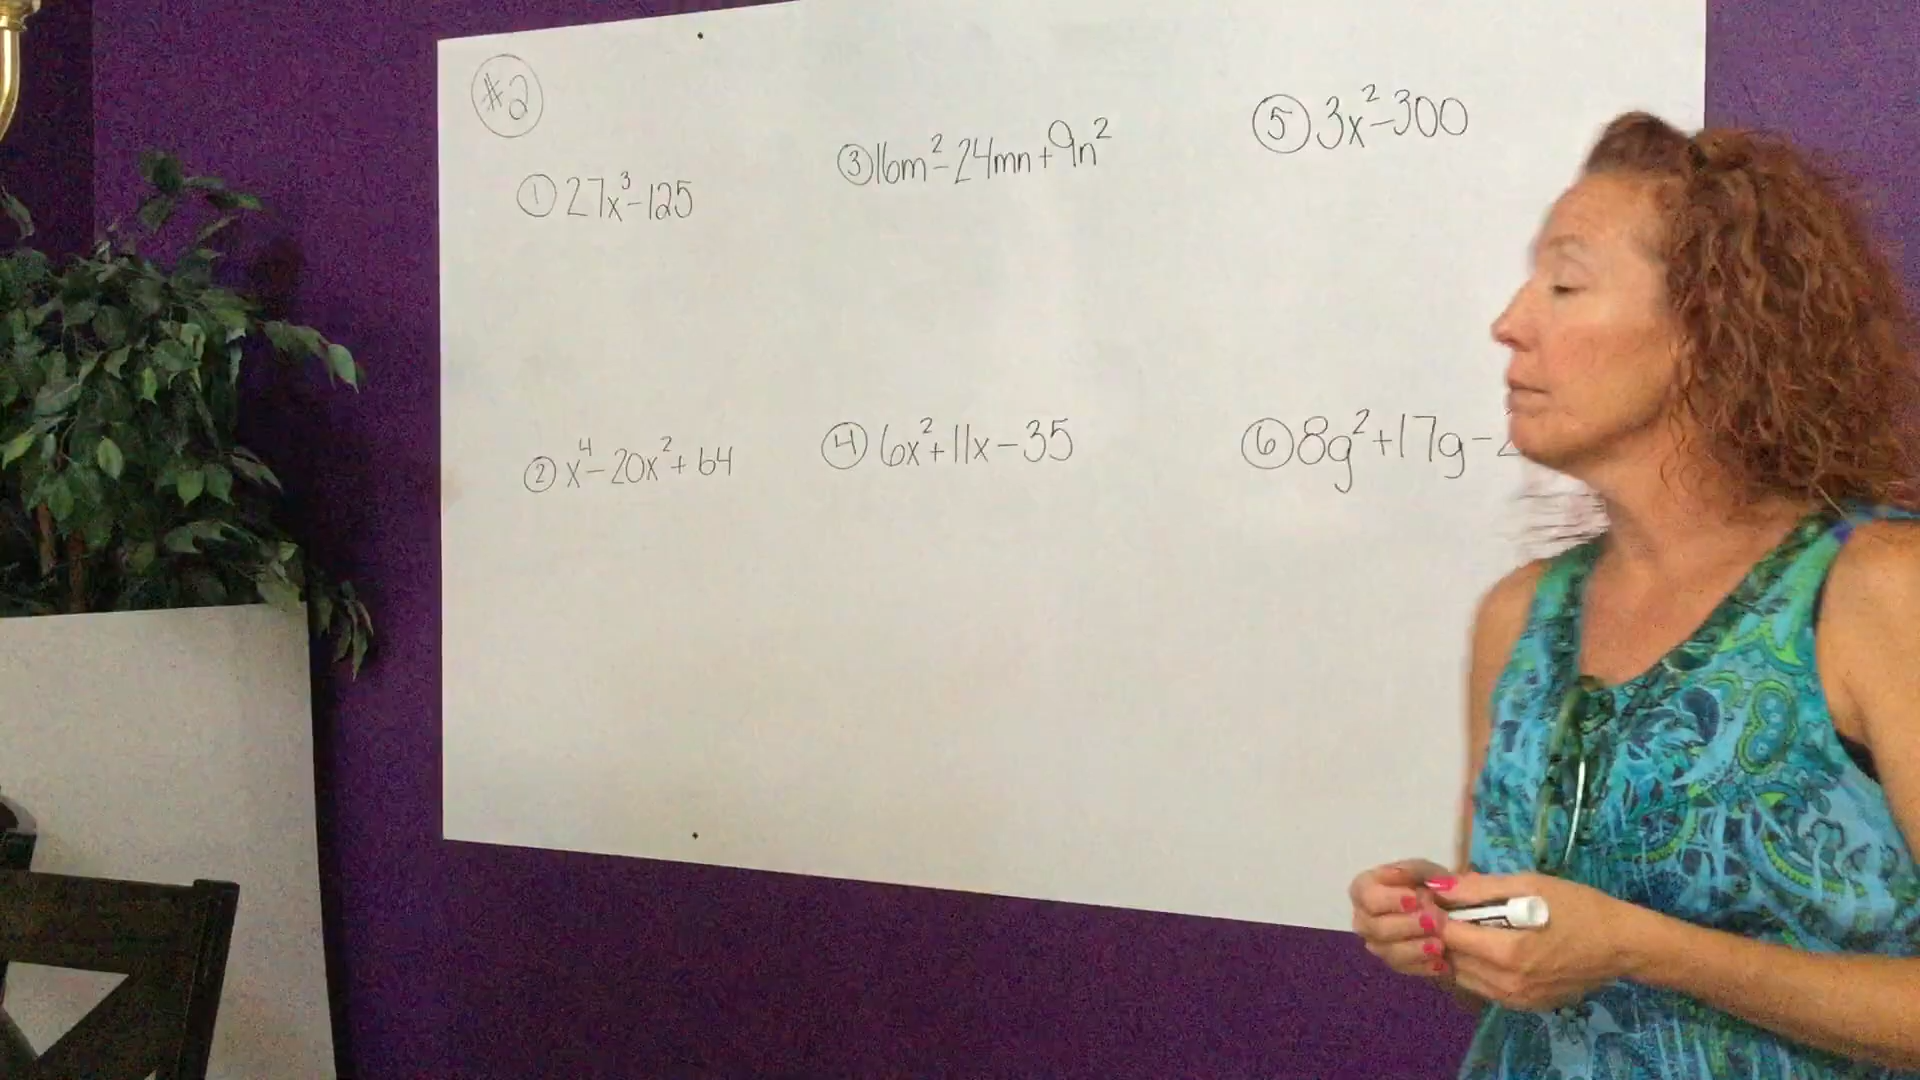 #2
① 27x³-125
② x⁴-20x²+64
③ 16m²-24mn+9n²
④ 6x²+11x-35
⑤ 3x²-300
⑥ 8g²+17g-